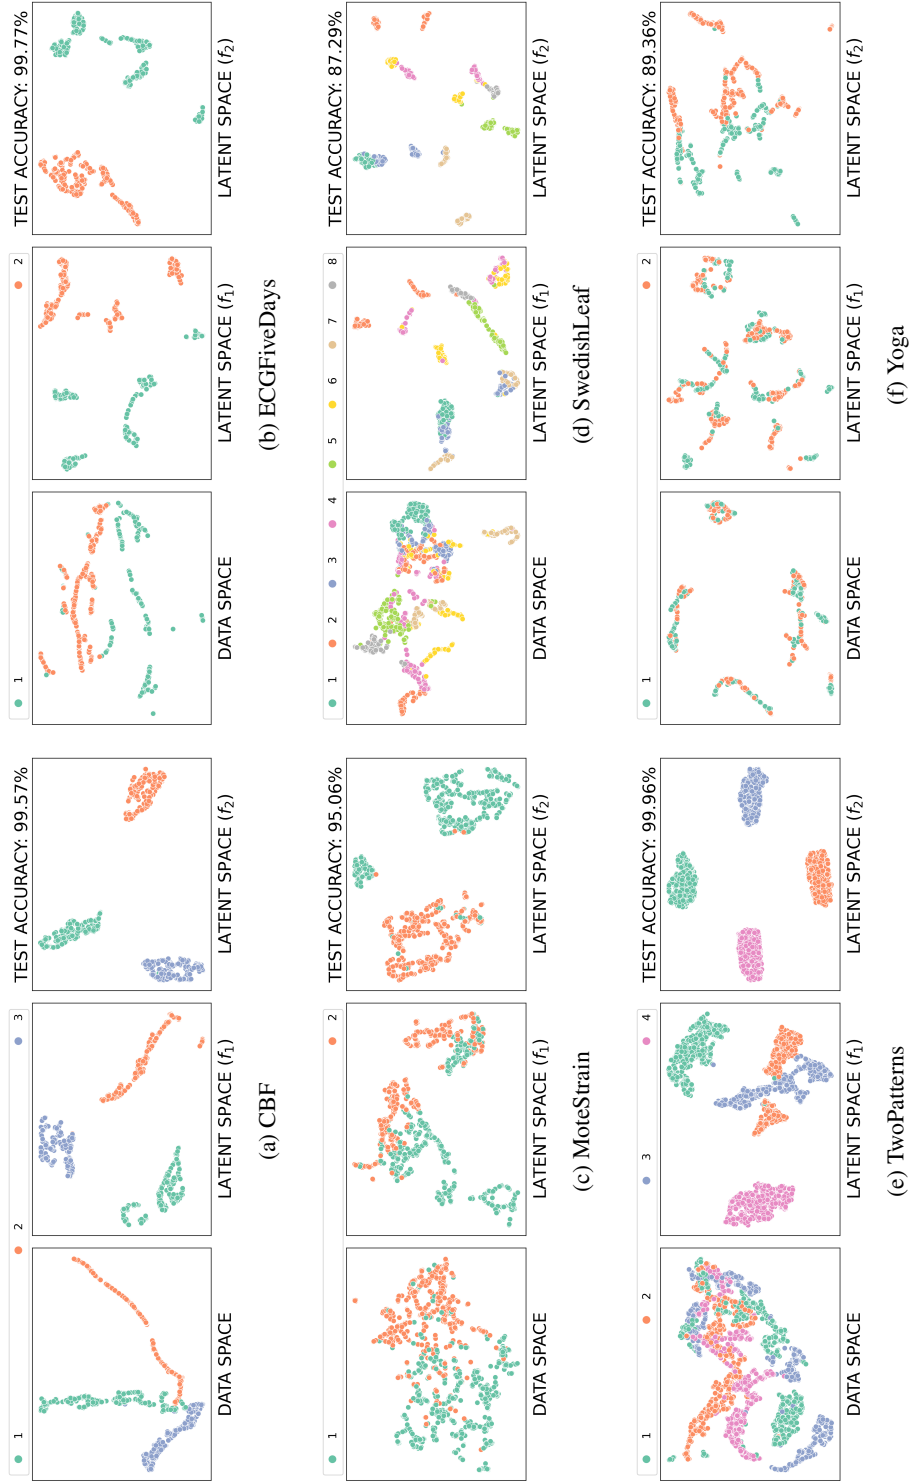 1 2 3
TEST ACCURACY: 99.57%
DATA SPACE
LATENT SPACE (f1)
LATENT SPACE (f2)
(a) CBF
1 2
TEST ACCURACY: 99.77%
DATA SPACE
LATENT SPACE (f1)
LATENT SPACE (f2)
(b) ECGFiveDays
1 2
TEST ACCURACY: 95.06%
DATA SPACE
LATENT SPACE (f1)
LATENT SPACE (f2)
(c) MoteStrain
1 2 3 4 5 6 7 8
TEST ACCURACY: 87.29%
DATA SPACE
LATENT SPACE (f1)
LATENT SPACE (f2)
(d) SwedishLeaf
1 2 3 4
TEST ACCURACY: 99.96%
DATA SPACE
LATENT SPACE (f1)
LATENT SPACE (f2)
(e) TwoPatterns
1 2
TEST ACCURACY: 89.36%
DATA SPACE
LATENT SPACE (f1)
LATENT SPACE (f2)
(f) Yoga